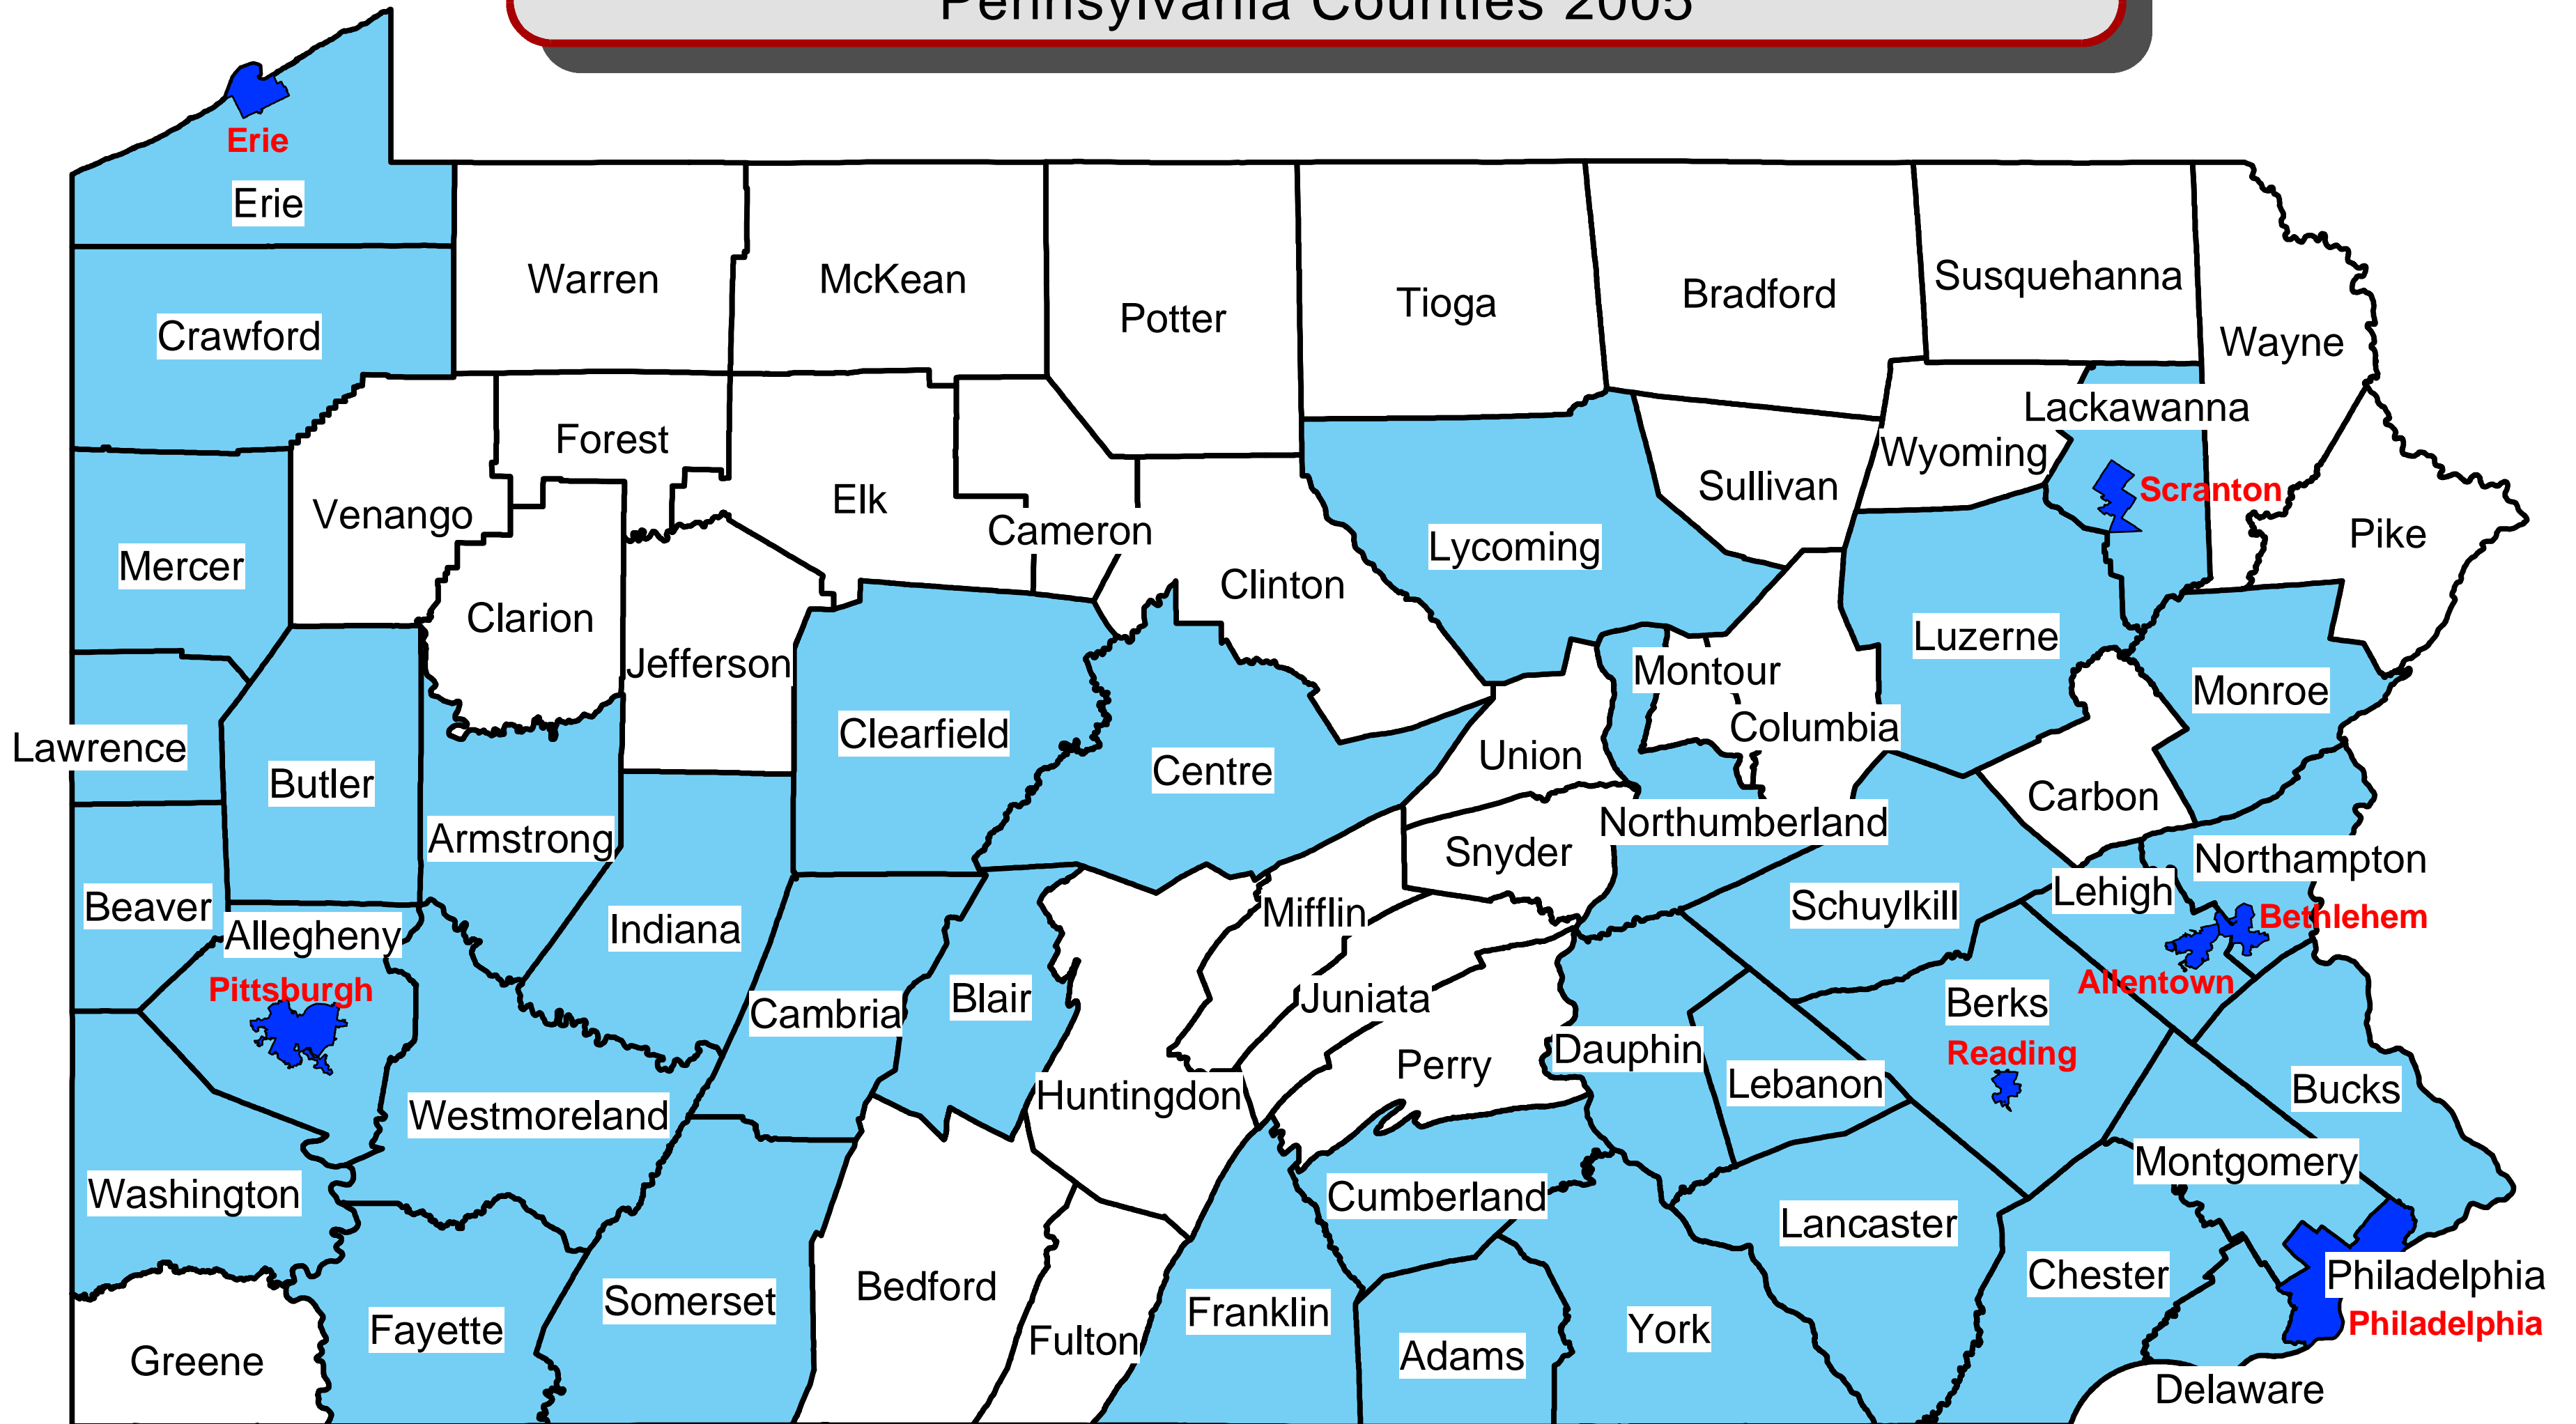 Pennsylvania Counties 2005
Erie
Erie
Crawford
Warren
McKean
Potter
Tioga
Bradford
Susquehanna
Wayne
Lackawanna
Forest
Wyoming
Sullivan
Scranton
Venango
Elk
Cameron
Pike
Mercer
Lycoming
Clinton
Clarion
Luzerne
Jefferson
Montour
Monroe
Lawrence
Clearfield
Columbia
Union
Centre
Butler
Carbon
Northumberland
Armstrong
Snyder
Northampton
Lehigh
Beaver
Schuylkill
Mifflin
Bethlehem
Allegheny
Indiana
Allentown
Pittsburgh
Blair
Juniata
Berks
Cambria
Dauphin
Reading
Perry
Lebanon
Bucks
Huntingdon
Westmoreland
Montgomery
Washington
Cumberland
Lancaster
Chester
Philadelphia
Bedford
Somerset
Franklin
Philadelphia
York
Fayette
Fulton
Adams
Greene
Delaware